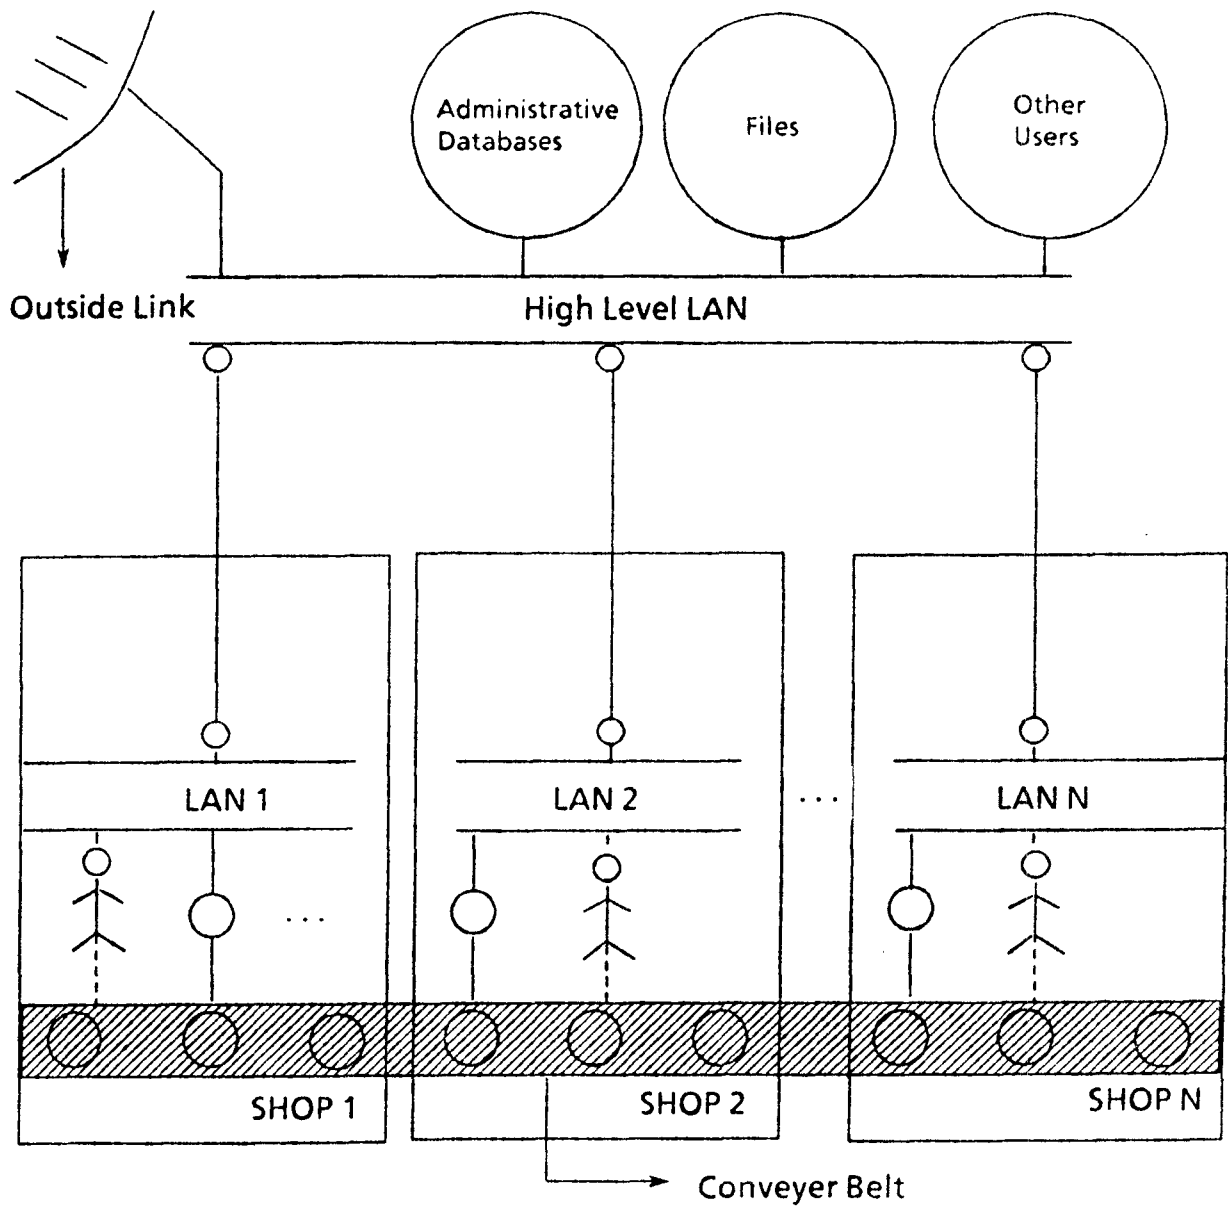 Administrative
Databases
Files
Other
Users
Outside Link
High Level LAN
LAN 1
LAN 2
...
LAN N
...
SHOP 1
SHOP 2
SHOP N
Conveyer Belt